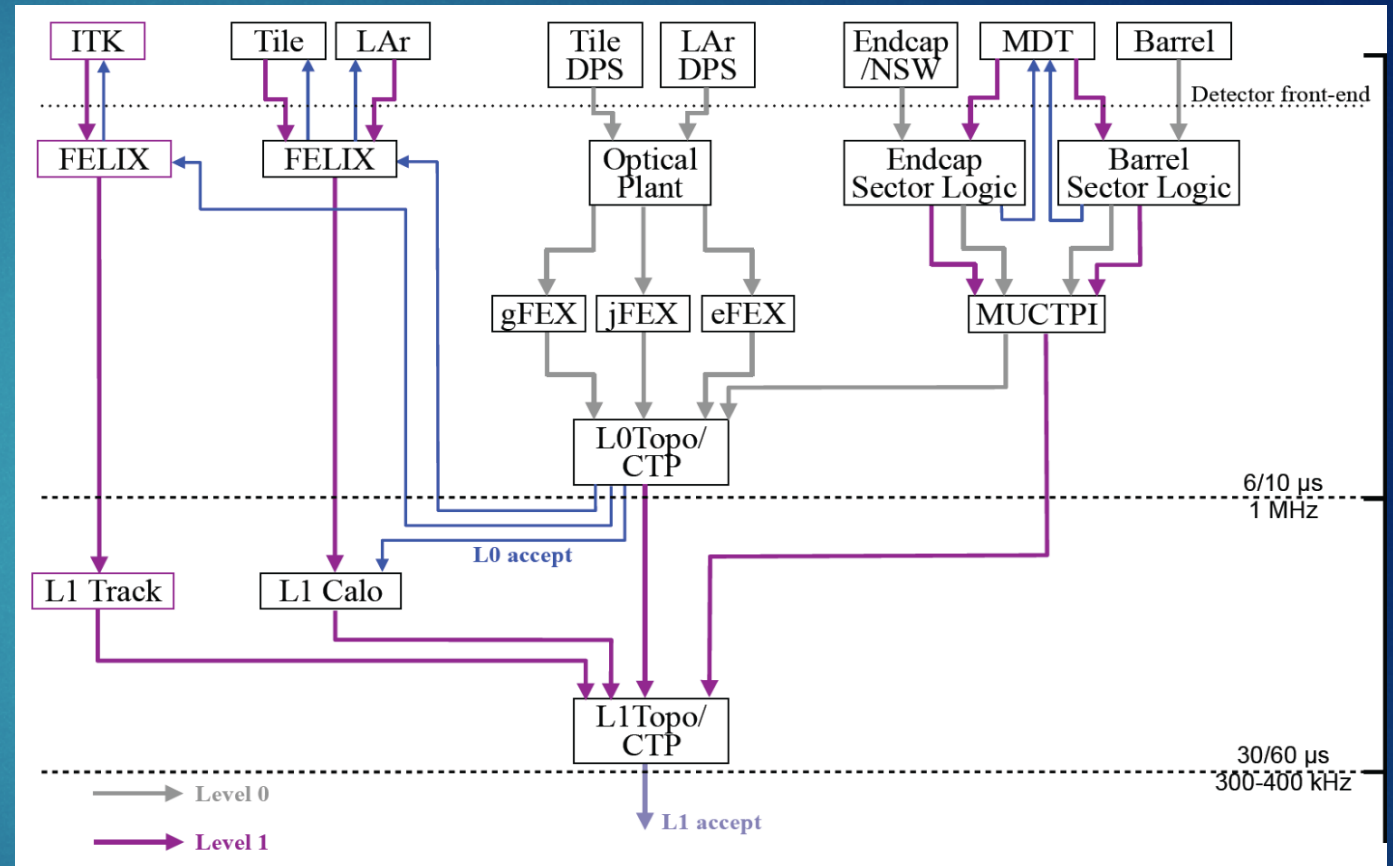 ITK
Tile
LAr
Tile
DPS
LAr
DPS
Endcap
/NSW
MDT
Barrel
Detector front-end
FELIX
FELIX
Optical
Plant
Endcap
Sector Logic
Barrel
Sector Logic
gFEX
jFEX
eFEX
MUCTPI
L0Topo/
CTP
6/10 μs
1 MHz
L0 accept
L1 Track
L1 Calo
L1Topo/
CTP
30/60 μs
300-400 kHz
Level 0
L1 accept
Level 1